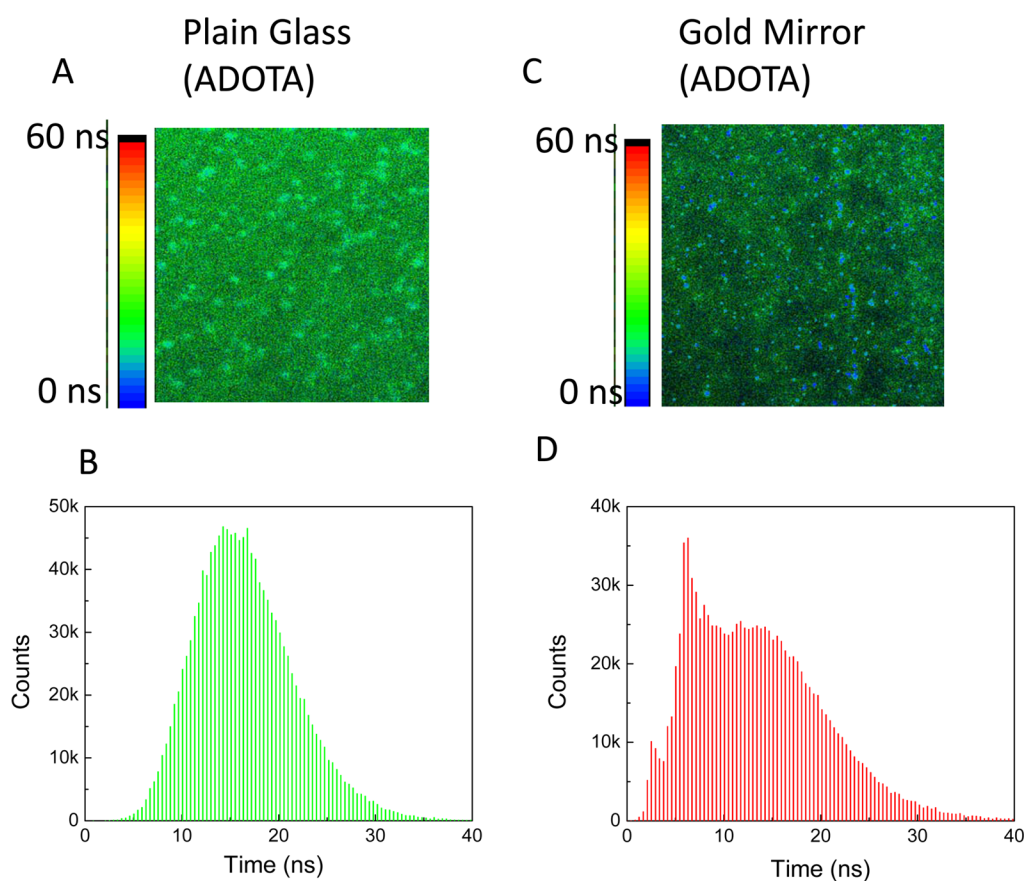 Plain Glass
(ADOTA)
A
60 ns
0 ns
Gold Mirror
(ADOTA)
C
60 ns
0 ns
B
50k
40k
30k
20k
10k
0
Counts
0 10 20 30 40
Time (ns)
D
40k
30k
20k
10k
0
Counts
0 10 20 30 40
Time (ns)